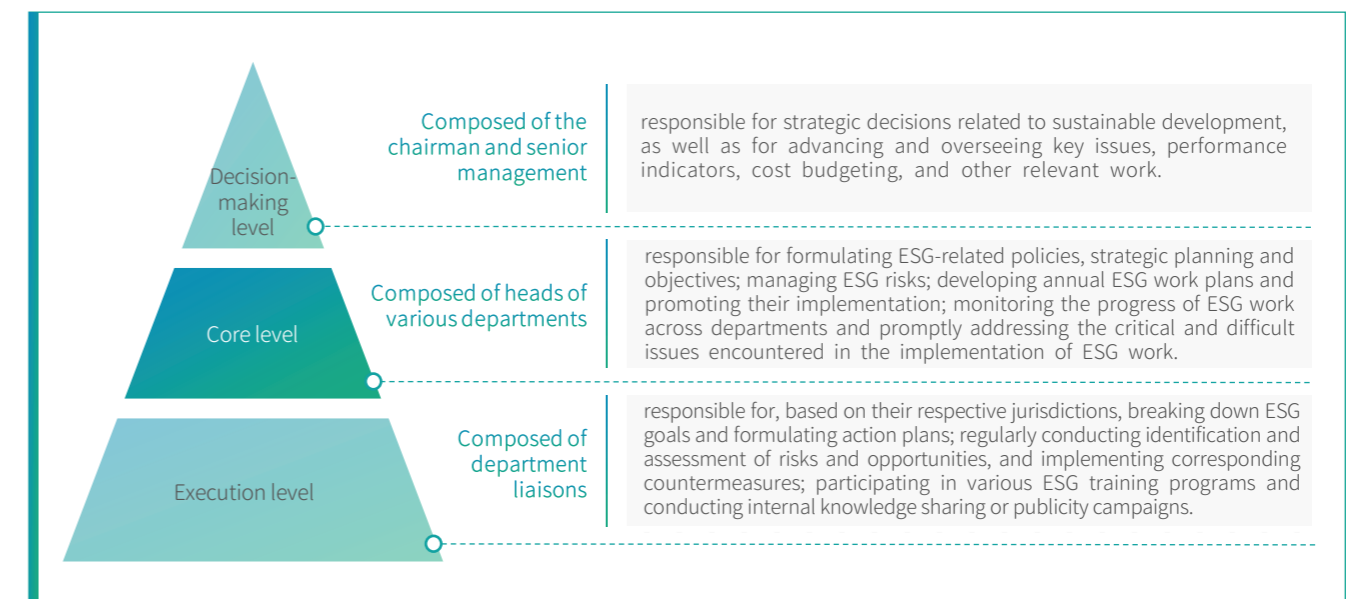 Decision-
making
level
Composed of the
chairman and senior
management
responsible for strategic decisions related to sustainable development,
as well as for advancing and overseeing key issues, performance
indicators, cost budgeting, and other relevant work.
Core level
Composed of heads of
various departments
responsible for formulating ESG-related policies, strategic planning and
objectives; managing ESG risks; developing annual ESG work plans and
promoting their implementation; monitoring the progress of ESG work
across departments and promptly addressing the critical and difficult
issues encountered in the implementation of ESG work.
Execution level
Composed of
department
liaisons
responsible for, based on their respective jurisdictions, breaking down ESG
goals and formulating action plans; regularly conducting identification and
assessment of risks and opportunities, and implementing corresponding
countermeasures; participating in various ESG training programs and
conducting internal knowledge sharing or publicity campaigns.